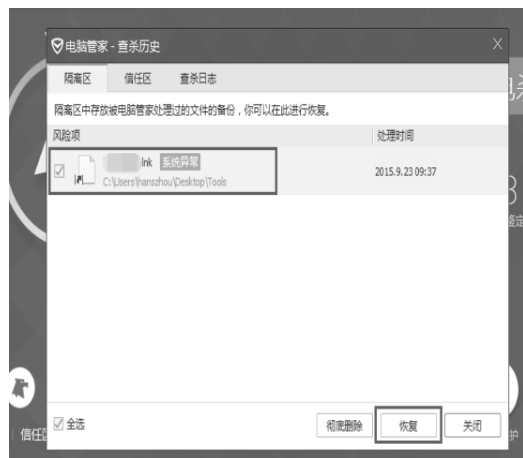 电脑管家 - 查杀历史
隔离区 信任区 查杀日志
隔离区中存放被电脑管家处理过的文件的备份，你可以在此进行恢复。
风险项 处理时间
lnk 系统异常
C:\Users\hanszhou\Desktop\Tools
2015.9.23 09:37
全选 彻底删除 恢复 关闭
信任区